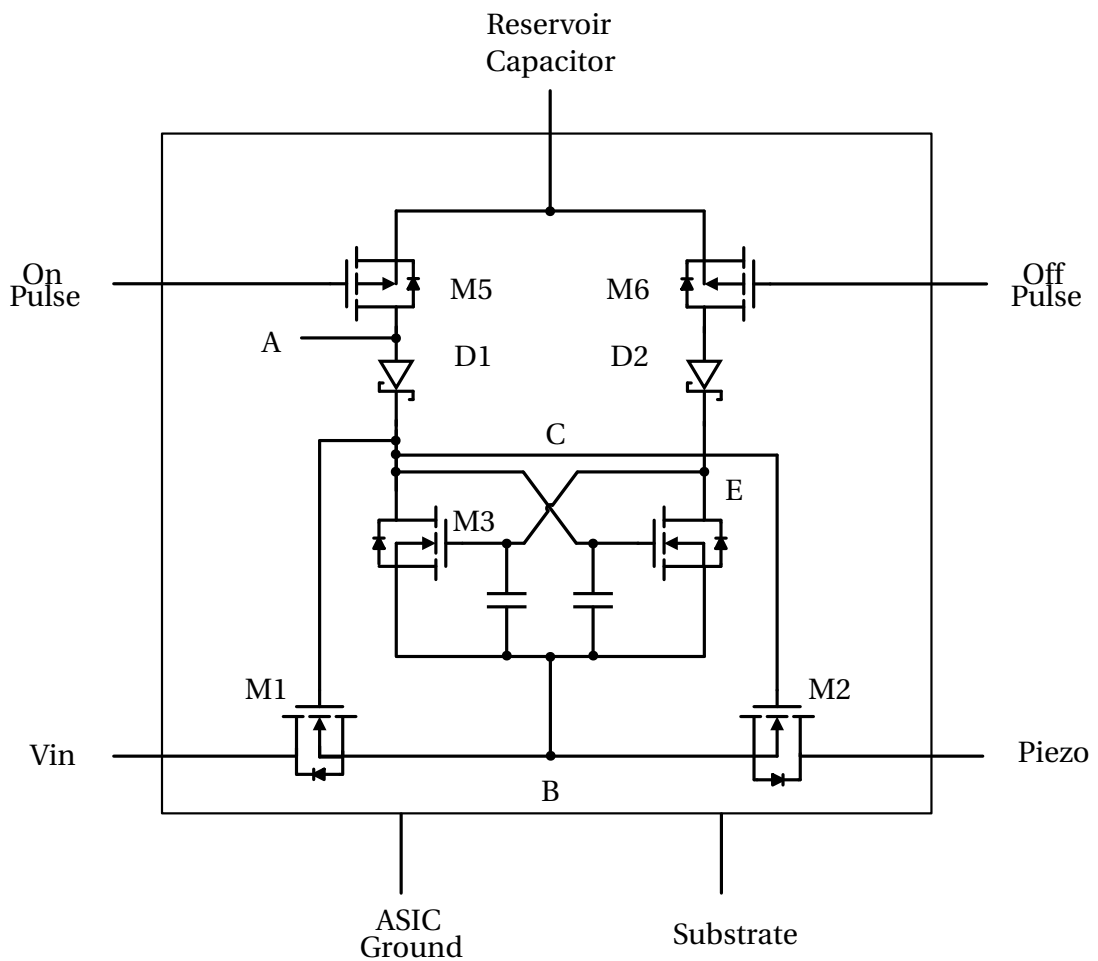 Reservoir
Capacitor
On
Pulse
M5
M6
Off
Pulse
A
D1
D2
C
E
M3
M1
M2
Vin
Piezo
B
ASIC
Ground
Substrate